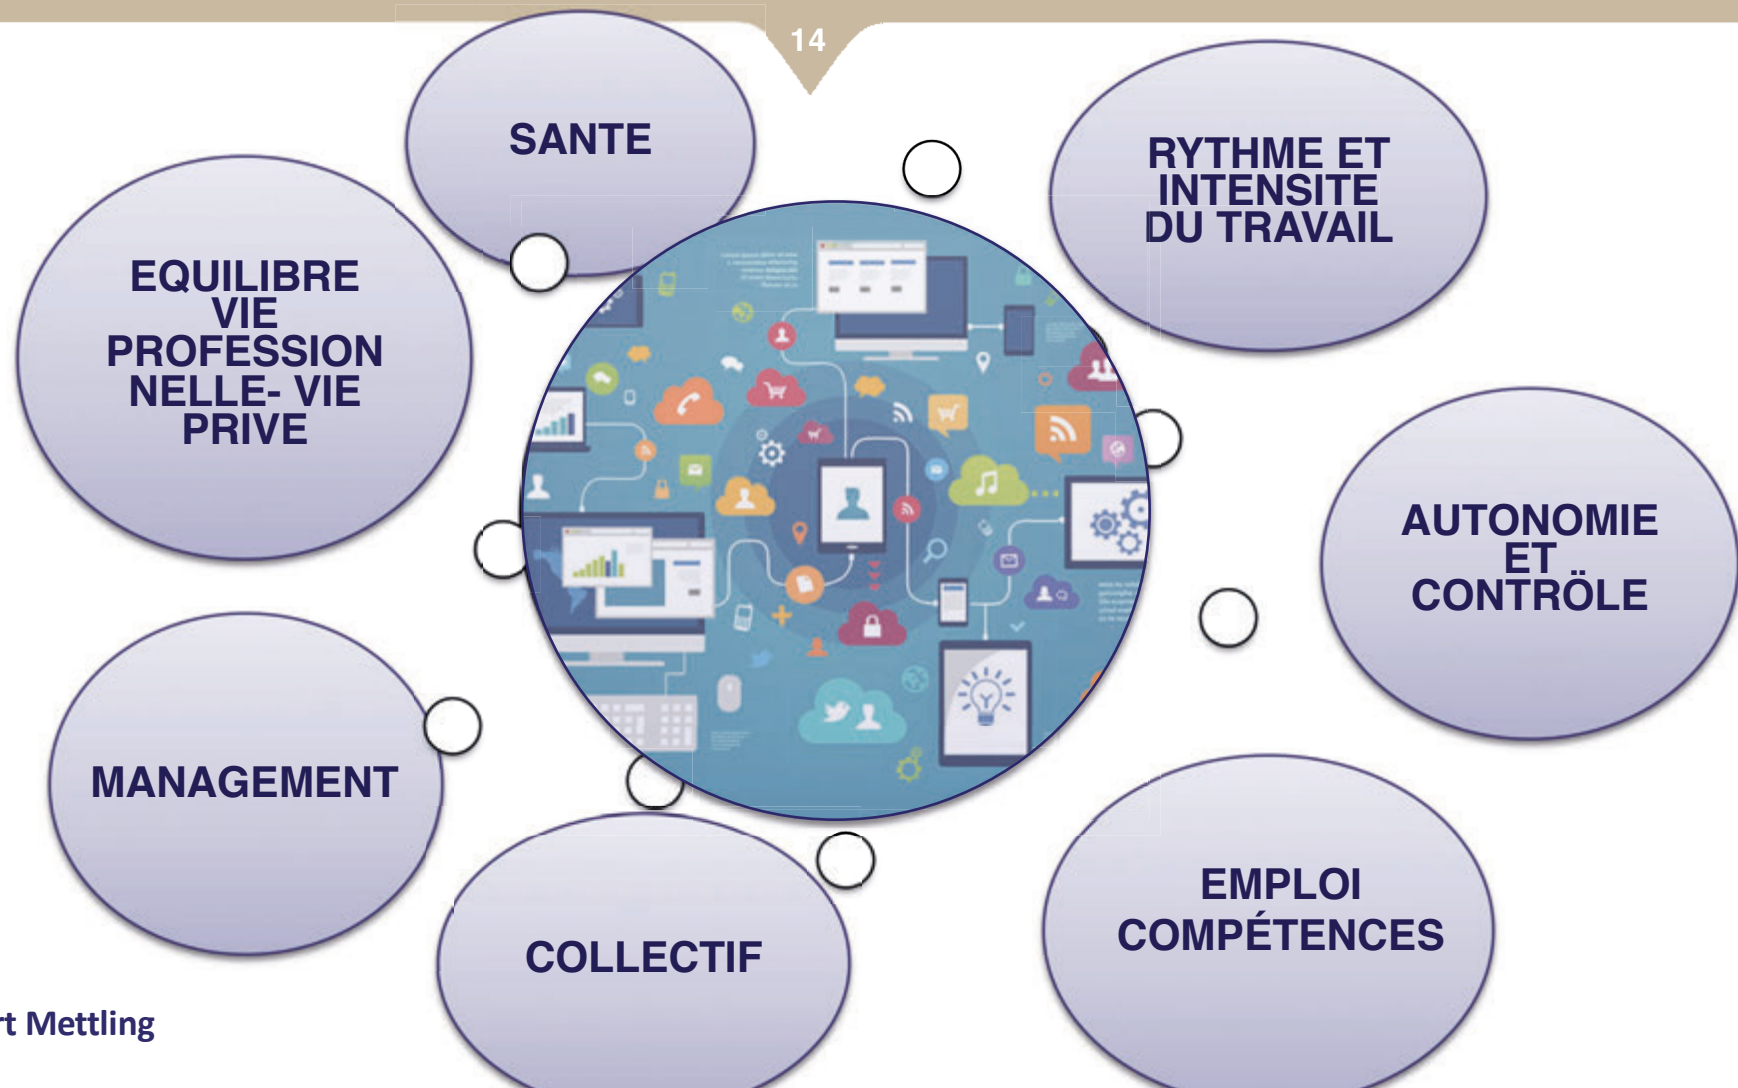 14
SANTE
RYTHME ET
INTENSITE
DU TRAVAIL
EQUILIBRE
VIE
PROFESSION
NELLE- VIE
PRIVE
AUTONOMIE
ET
CONTRÖLE
MANAGEMENT
EMPLOI
COMPÉTENCES
COLLECTIF
rt Mettling